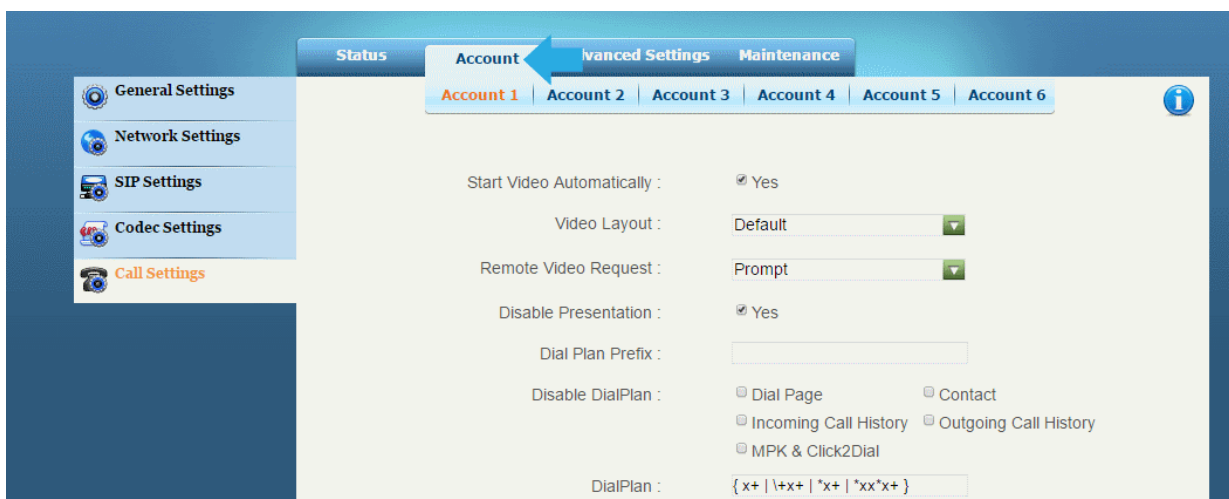 Status Account vanced Settings Maintenance
General Settings
Account 1 Account 2 Account 3 Account 4 Account 5 Account 6
Network Settings
SIP Settings
Codec Settings
Call Settings
Start Video Automatically : Yes
Video Layout : Default
Remote Video Request : Prompt
Disable Presentation : Yes
Dial Plan Prefix :
Disable DialPlan : Dial Page Contact
Incoming Call History Outgoing Call History
MPK & Click2Dial
DialPlan : { x+ | \+x+ | *x+ | *xx*x+ }